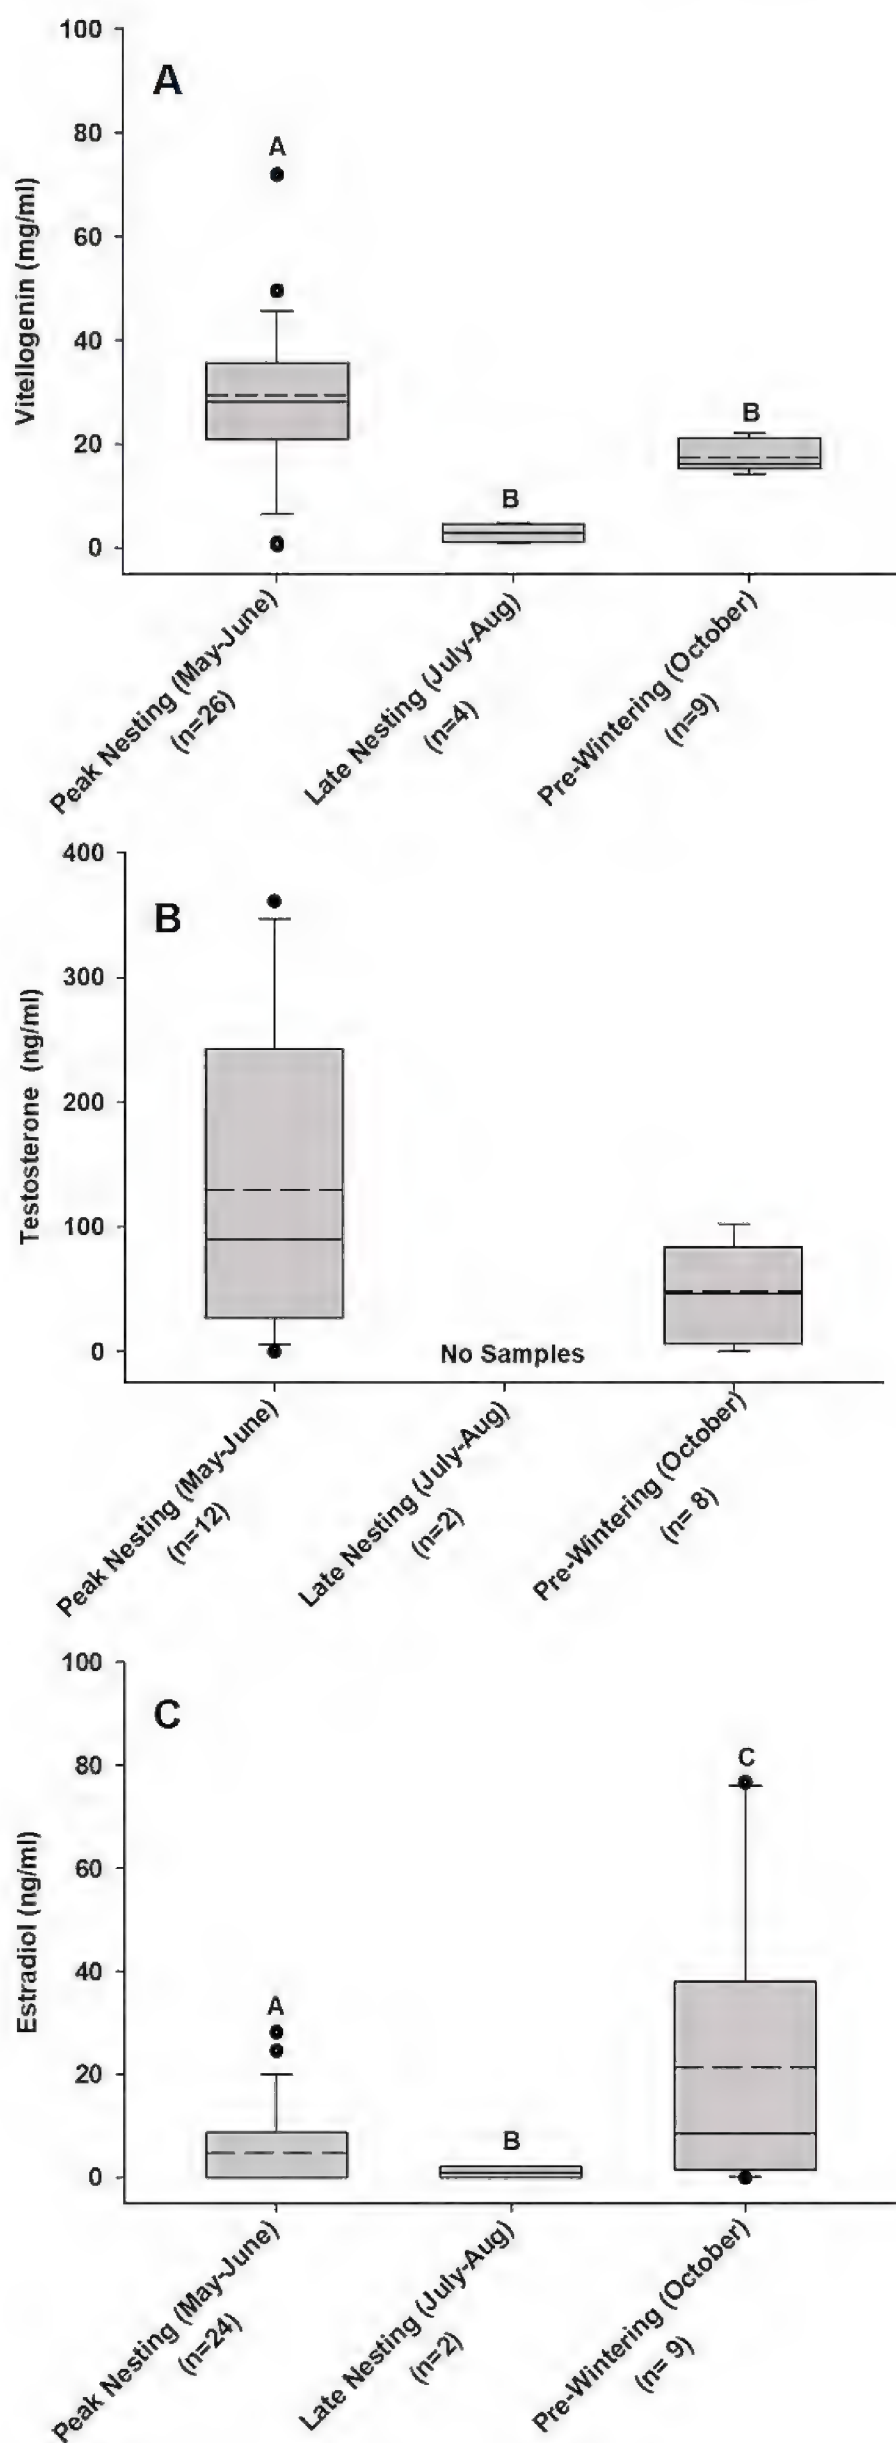 A
Vitellogenin (mg/ml)
100
80
60
40
20
0
A
B
B
Peak Nesting (May-June)
(n=26)
Late Nesting (July-Aug)
(n=4)
Pre-Wintering (October)
(n=9)
B
Testosterone (ng/ml)
400
300
200
100
0
No Samples
Peak Nesting (May-June)
(n=12)
Late Nesting (July-Aug)
(n=2)
Pre-Wintering (October)
(n= 8)
C
Estradiol (ng/ml)
100
80
60
40
20
0
A
B
C
Peak Nesting (May-June)
(n=24)
Late Nesting (July-Aug)
(n=2)
Pre-Wintering (October)
(n= 9)